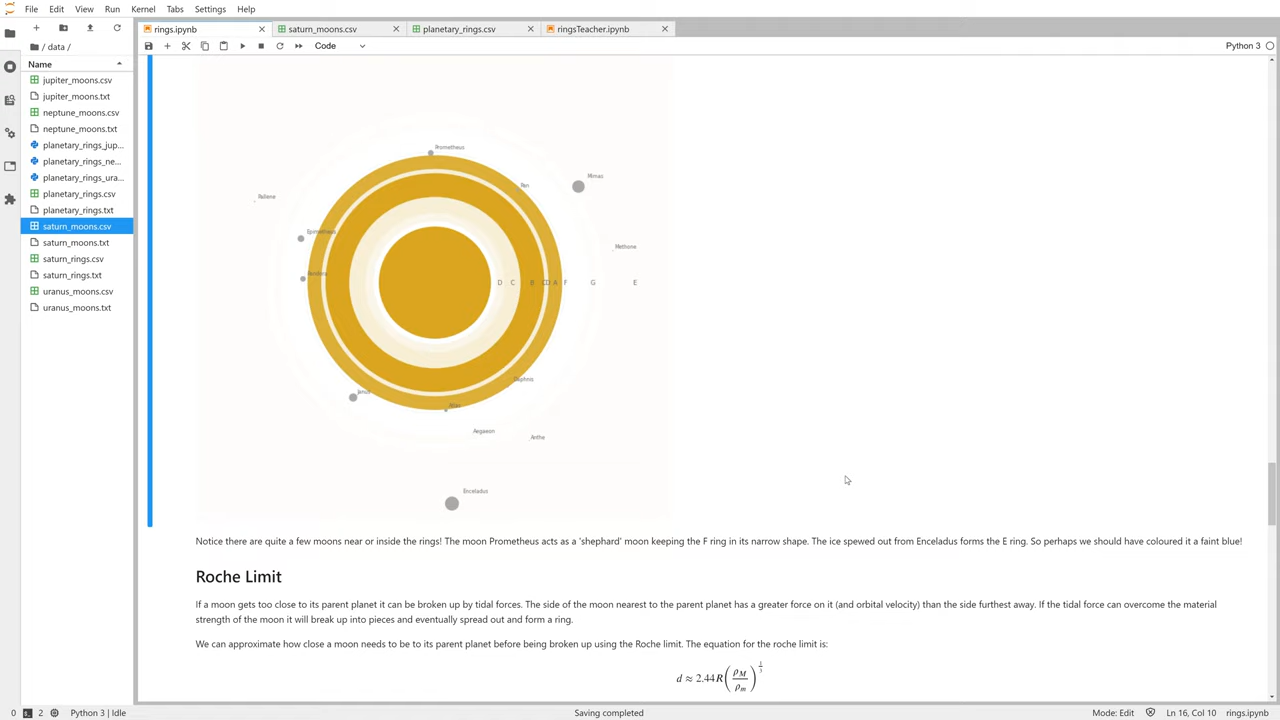 File Edit View Run Kernel Tabs Settings Help
rings.ipynb
saturn_moons.csv
planetary_rings.csv
ringsTeacher.ipynb
/ data /
Code
Python 3
Name
jupiter_moons.csv
jupiter_moons.txt
neptune_moons.csv
neptune_moons.txt
planetary_rings_jup...
planetary_rings_ne...
planetary_rings_ura...
planetary_rings.csv
planetary_rings.txt
saturn_moons.csv
saturn_moons.txt
saturn_rings.csv
saturn_rings.txt
uranus_moons.csv
uranus_moons.txt
Prometheus
Mimas
Pan
Pallene
Epimetheus
Methone
Pandora
D C B CD A F G E
Daphnis
Janus
Atlas
Aegaeon
Anthe
Enceladus
Notice there are quite a few moons near or inside the rings! The moon Prometheus acts as a 'shephard' moon keeping the F ring in its narrow shape. The ice spewed out from Enceladus forms the E ring. So perhaps we should have coloured it a faint blue!
Roche Limit
If a moon gets too close to its parent planet it can be broken up by tidal forces. The side of the moon nearest to the parent planet has a greater force on it (and orbital velocity) than the side furthest away. If the tidal force can overcome the material
strength of the moon it will break up into pieces and eventually spread out and form a ring.
We can approximate how close a moon needs to be to its parent planet before being broken up using the Roche limit. The equation for the roche limit is:
d ≈ 2.44R(ρM/ρm)^1/3
0 2 Python 3 | Idle
Saving completed
Mode: Edit
Ln 16, Col 10
rings.ipynb